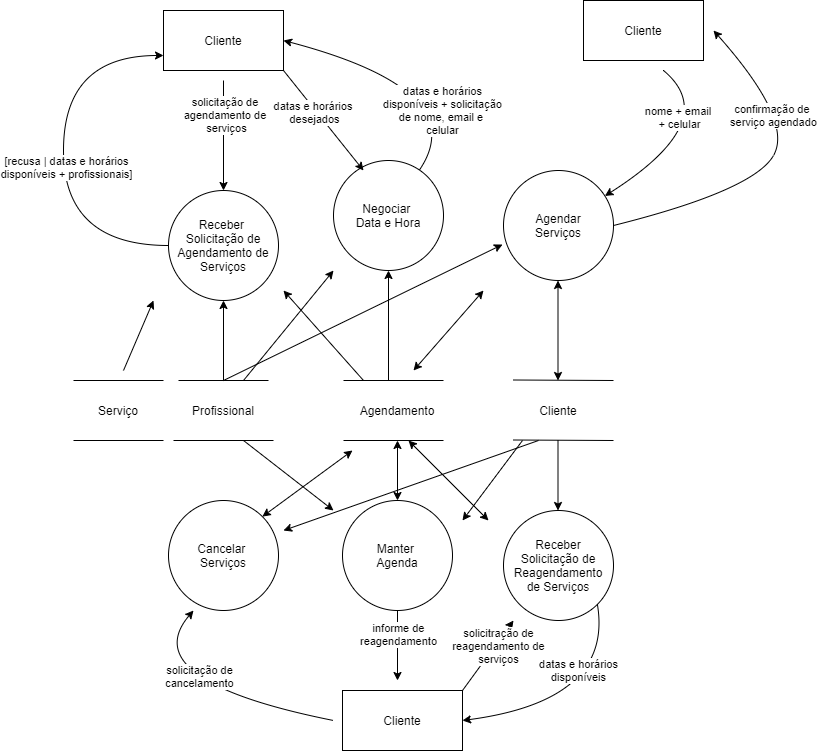 Cliente
Cliente
solicitação de
agendamento de
serviços
datas e horários
desejados
datas e horários
disponíveis + solicitação
de nome, email e
celular
nome + email
+ celular
confirmação de
serviço agendado
[recusa | datas e horários
disponíveis + profissionais]
Receber
Solicitação de
Agendamento de
Serviços
Negociar
Data e Hora
Agendar
Serviços
Serviço
Profissional
Agendamento
Cliente
Cancelar
Serviços
Manter
Agenda
Receber
Solicitação de
Reagendamento
de Serviços
solicitação de
cancelamento
informe de
reagendamento
solicitração de
reagendamento de
serviços
datas e horários
disponíveis
Cliente